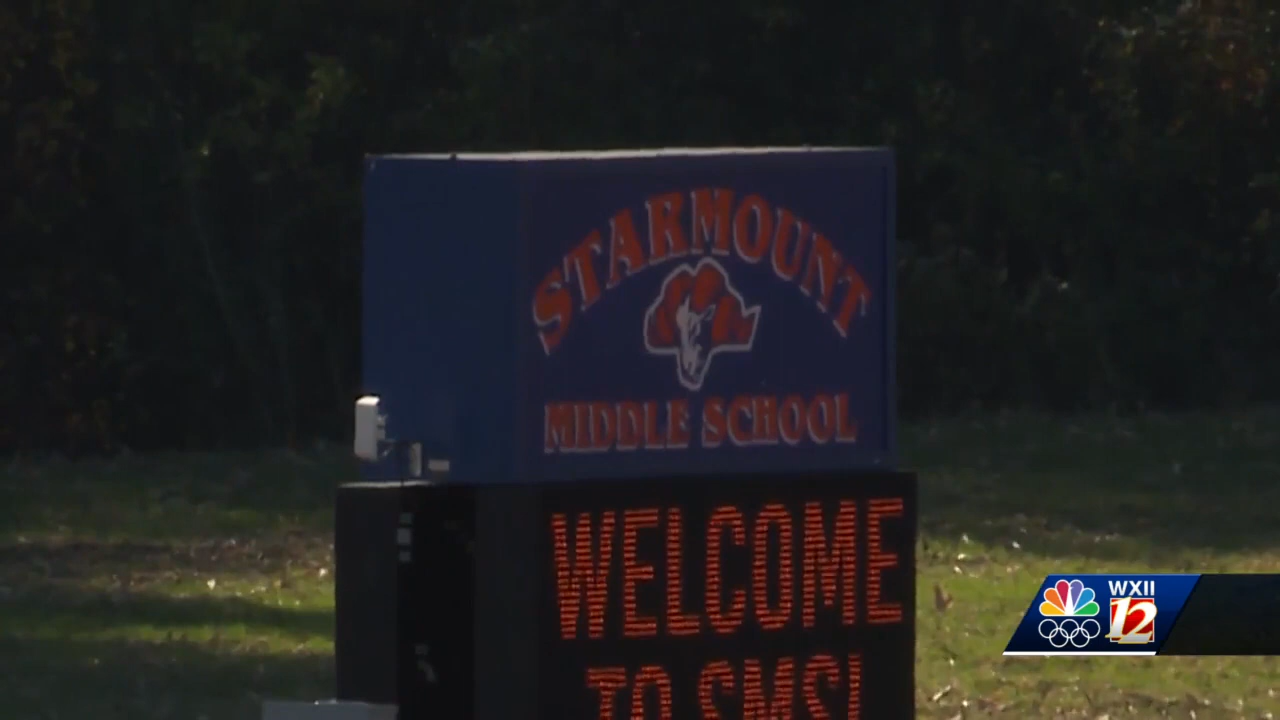 STARMOUNT
MIDDLE SCHOOL
WELCOME
TO SMS!
WXII
12